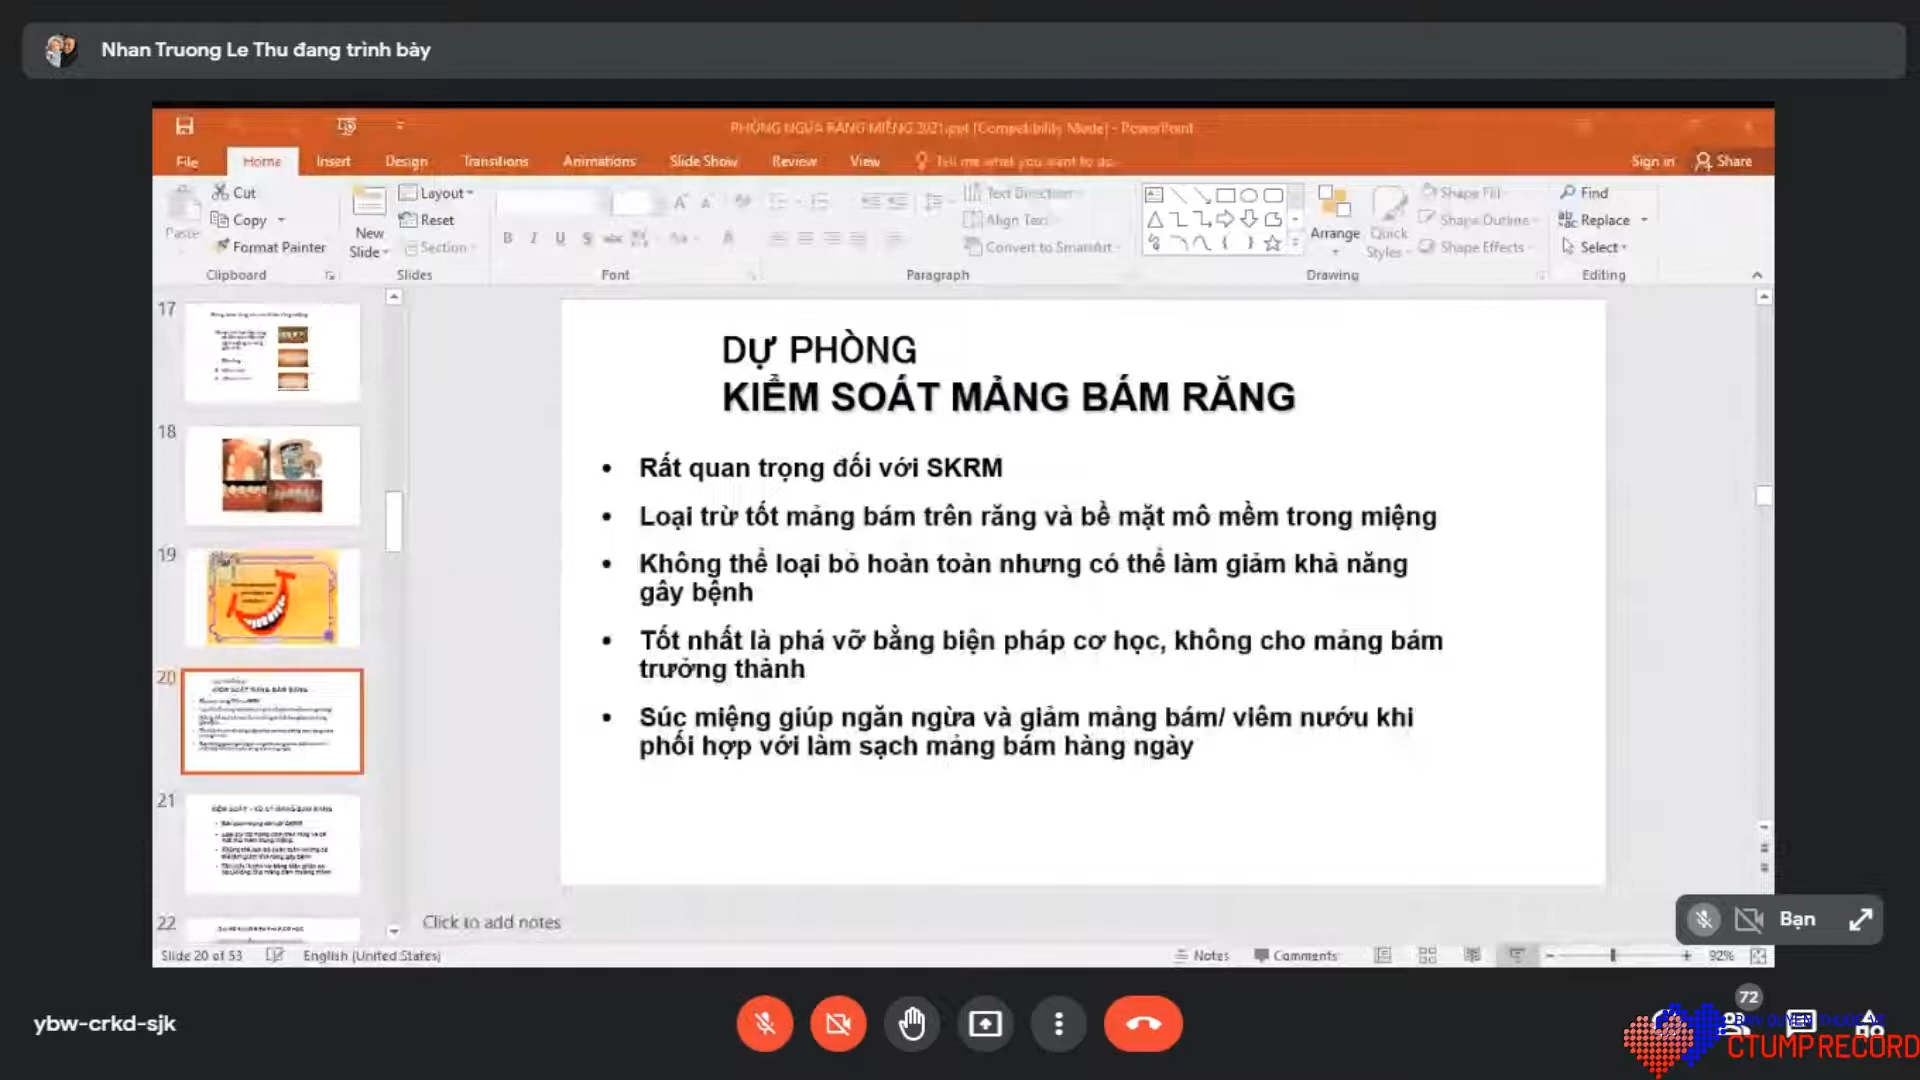 Nhan Truong Le Thu đang trình bày
PHÒNG NGỪA RĂNG MIỆNG 2021.ppt [Compatibility Mode] - PowerPoint
File Home Insert Design Transitions Animations Slide Show Review View Tell me what you want to do... Sign in Share
Cut
Copy
Format Painter
Paste
Clipboard
New
Slide
Layout
Reset
Section
Slides
B I U S abc
Font
Text Direction
Align Text
Convert to SmartArt
Paragraph
Arrange
Quick
Styles
Shape Fill
Shape Outline
Shape Effects
Drawing
Find
Replace
Select
Editing
17
18
19
20
21
22
DỰ PHÒNG
KIỂM SOÁT MẢNG BÁM RĂNG
• Rất quan trọng đối với SKRM
• Loại trừ tốt mảng bám trên răng và bề mặt mô mềm trong miệng
• Không thể loại bỏ hoàn toàn nhưng có thể làm giảm khả năng
gây bệnh
• Tốt nhất là phá vỡ bằng biện pháp cơ học, không cho mảng bám
trưởng thành
• Súc miệng giúp ngăn ngừa và giảm mảng bám/ viêm nướu khi
phối hợp với làm sạch mảng bám hàng ngày
Click to add notes
Slide 20 of 53 English (United States) Notes Comments 92%
Bạn
ybw-crkd-sjk
72
BẢN QUYỀN THUỘC VỀ
CTUMP RECORD